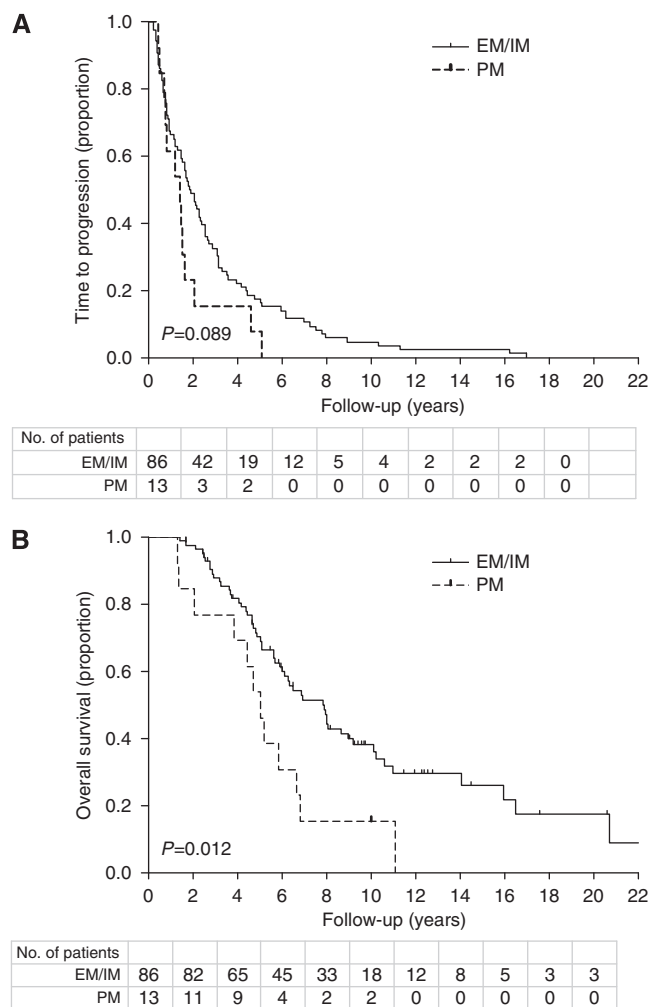 A
EM/IM
PM
Time to progression (proportion)
1.0
0.8
0.6
0.4
0.2
0.0
P=0.089
0 2 4 6 8 10 12 14 16 18 20 22
Follow-up (years)
No. of patients
EM/IM 86 42 19 12 5 4 2 2 2 0
PM 13 3 2 0 0 0 0 0 0 0
B
EM/IM
PM
Overall survival (proportion)
1.0
0.8
0.6
0.4
0.2
0.0
P=0.012
0 2 4 6 8 10 12 14 16 18 20 22
Follow-up (years)
No. of patients
EM/IM 86 82 65 45 33 18 12 8 5 3 3
PM 13 11 9 4 2 2 0 0 0 0 0